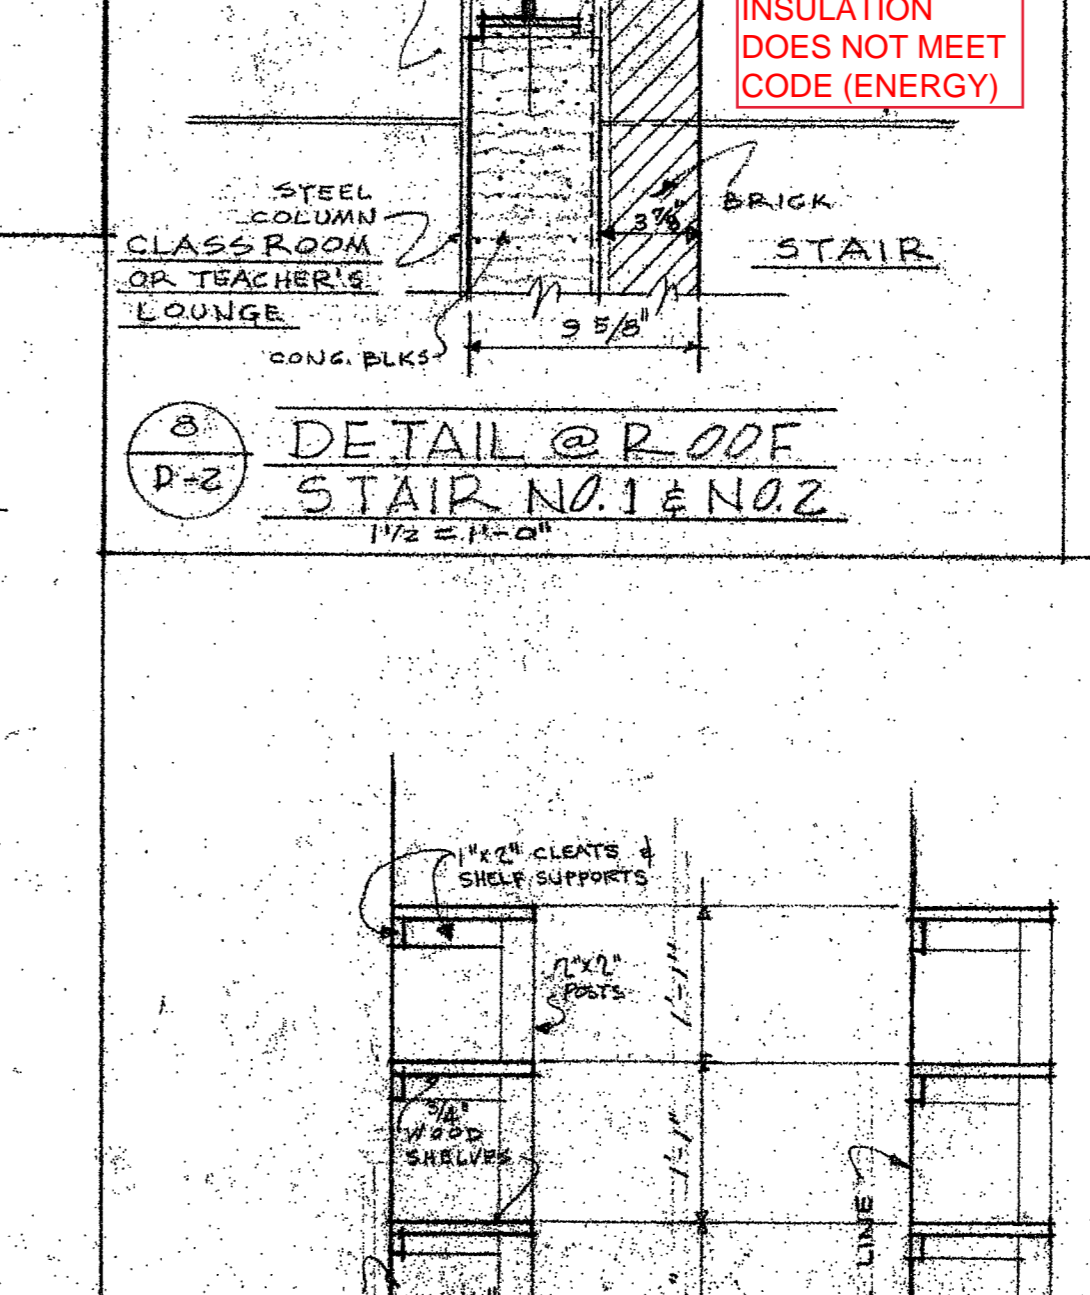 INSULATION
DOES NOT MEET
CODE (ENERGY)
STEEL
COLUMN
CLASSROOM
OR TEACHER'S
LOUNGE
CONC. BLKS
BRICK
3 7/8"
STAIR
9 5/8"
8
D-2
DETAIL @ ROOF
STAIR NO. 1 & NO. 2
1 1/2 = 1'-0"
1"x2" CLEATS &
SHELF SUPPORTS
2"x2"
POSTS
1'-1"
3/4"
WOOD
SHELVES
1'-1"
LINE